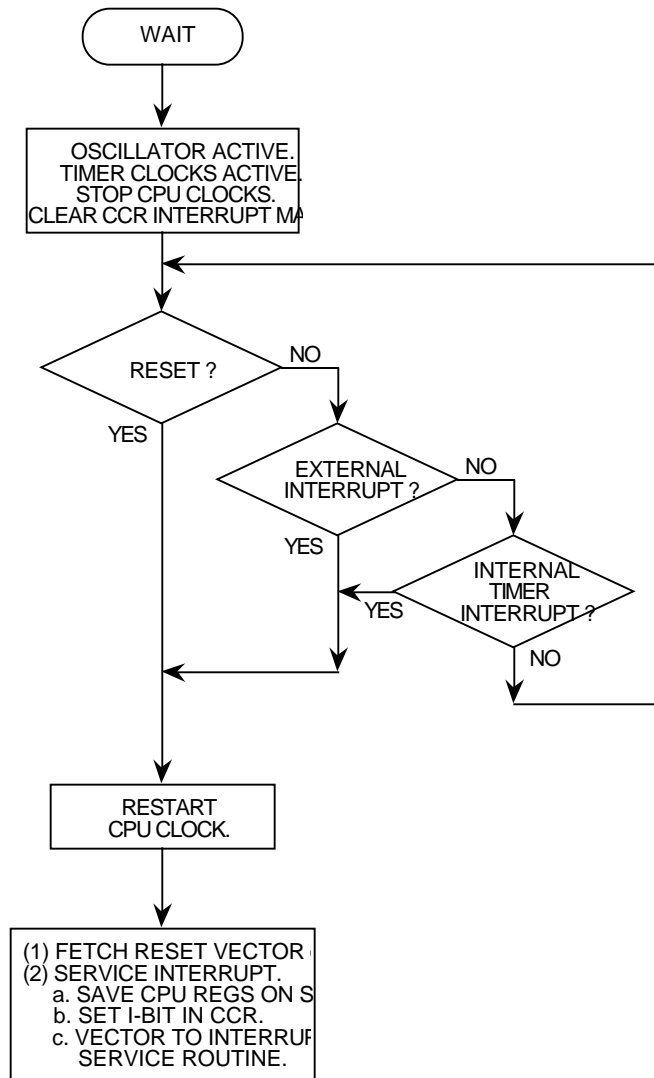 WAIT
OSCILLATOR ACTIVE.
TIMER CLOCKS ACTIVE.
STOP CPU CLOCKS.
CLEAR CCR INTERRUPT MA
RESET ?
NO
YES
EXTERNAL
INTERRUPT ?
NO
YES
INTERNAL
TIMER
INTERRUPT ?
YES
NO
RESTART
CPU CLOCK.
(1) FETCH RESET VECTOR
(2) SERVICE INTERRUPT.
a. SAVE CPU REGS ON S
b. SET I-BIT IN CCR.
c. VECTOR TO INTERRUP
SERVICE ROUTINE.